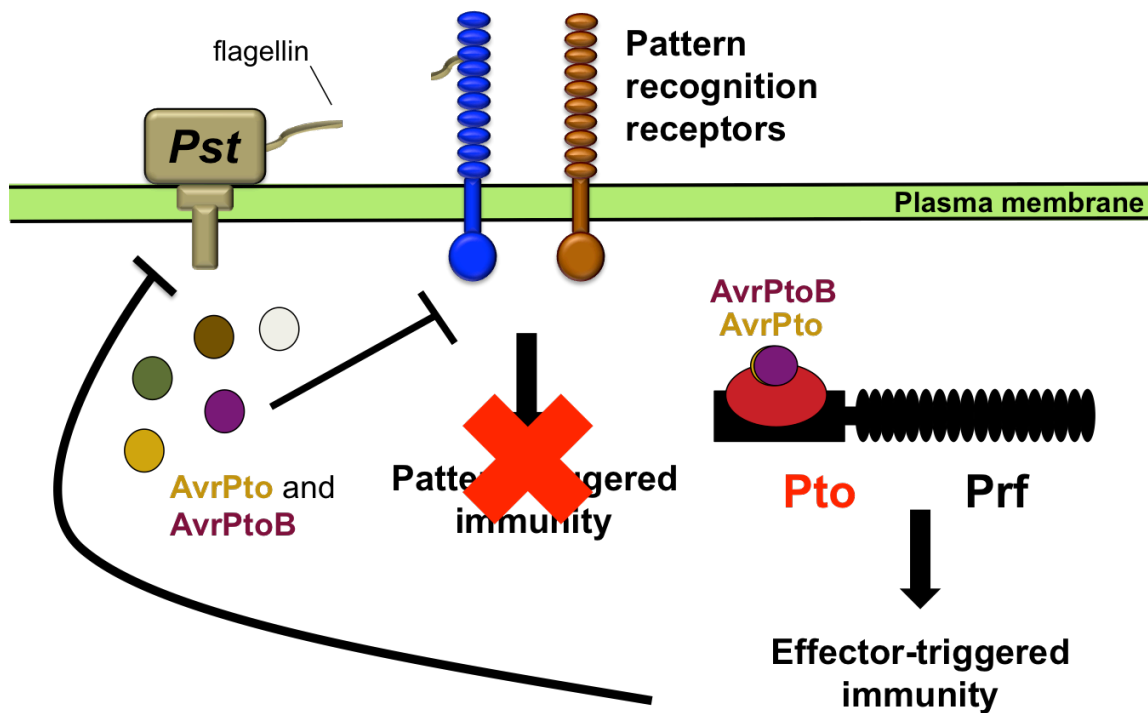 flagellin
Pst
Pattern
recognition
receptors
Plasma membrane
AvrPtoB
AvrPto
AvrPto and
AvrPtoB
immunity
Pto
Prf
Effector-triggered
immunity